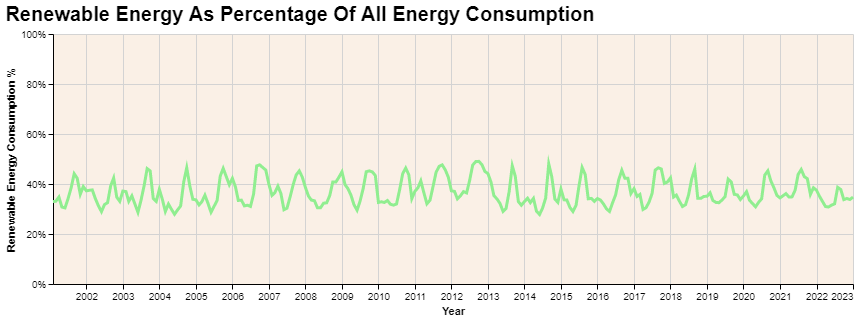 Renewable Energy As Percentage Of All Energy Consumption
100%
80%
60%
40%
20%
0%
Renewable Energy Consumption %
2002 2003 2004 2005 2006 2007 2008 2009 2010 2011 2012 2013 2014 2015 2016 2017 2018 2019 2020 2021 2022 2023
Year